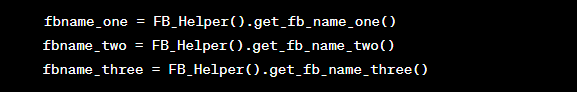 fbname_one = FB_Helper().get_fb_name_one()
fbname_two = FB_Helper().get_fb_name_two()
fbname_three = FB_Helper().get_fb_name_three()